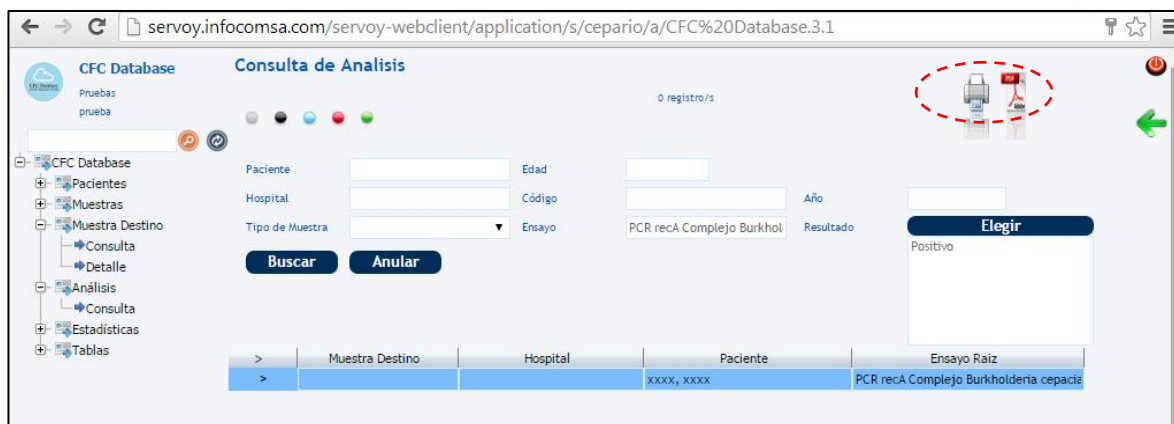 servoy.infocomsa.com/servoy-webclient/application/s/cepario/a/CFC%20Database.3.1
CFC Database
Pruebas
prueba
Consulta de Analisis
0 registro/s
PDF
CFC Database
Pacientes
Muestras
Muestra Destino
Consulta
Detalle
Análisis
Consulta
Estadísticas
Tablas
Paciente
Edad
Hospital
Código
Año
Tipo de Muestra
Ensayo
PCR recA Complejo Burkhol
Resultado
Elegir
Positivo
Buscar
Anular
> Muestra Destino Hospital Paciente Ensayo Raiz
> xxxx, xxxx PCR recA Complejo Burkholderia cepacia